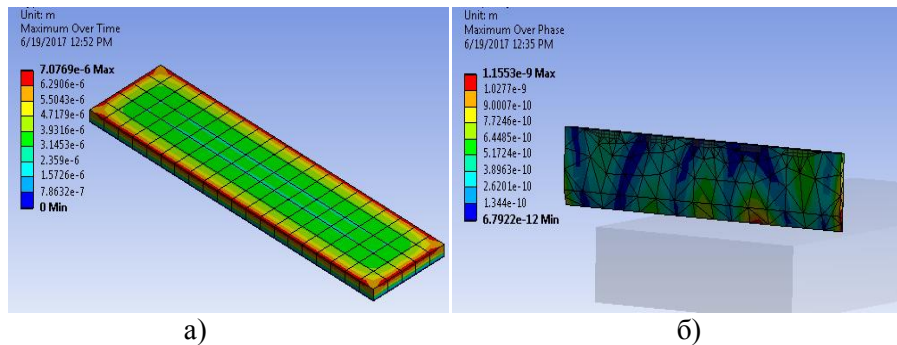 Unit: m
Maximum Over Time
6/19/2017 12:52 PM
7.0769e-6 Max
6.2906e-6
5.5043e-6
4.7179e-6
3.9316e-6
3.1453e-6
2.359e-6
1.5726e-6
7.8632e-7
0 Min
Unit: m
Maximum Over Phase
6/19/2017 12:35 PM
1.1553e-9 Max
1.0277e-9
9.0007e-10
7.7246e-10
6.4485e-10
5.1724e-10
3.8963e-10
2.6201e-10
1.344e-10
6.7922e-12 Min
а)
б)